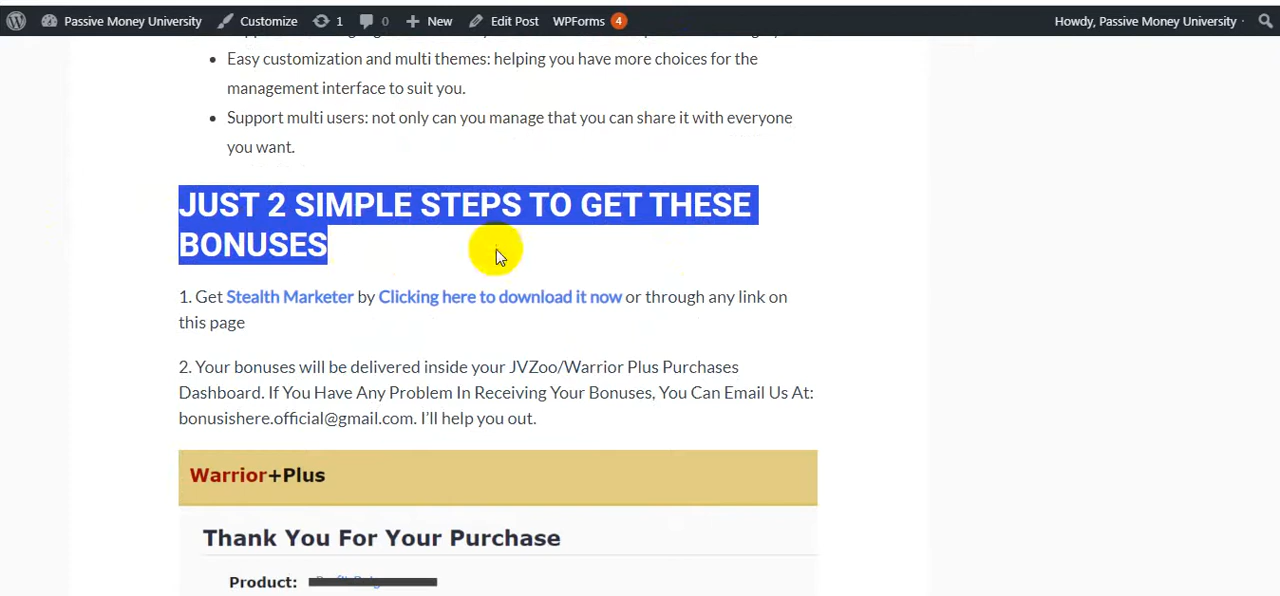 Passive Money University Customize 1 0 New Edit Post WPForms 4 Howdy, Passive Money University
Easy customization and multi themes: helping you have more choices for the
management interface to suit you.
Support multi users: not only can you manage that you can share it with everyone
you want.
JUST 2 SIMPLE STEPS TO GET THESE
BONUSES
1. Get Stealth Marketer by Clicking here to download it now or through any link on
this page
2. Your bonuses will be delivered inside your JVZoo/Warrior Plus Purchases
Dashboard. If You Have Any Problem In Receiving Your Bonuses, You Can Email Us At:
bonusishere.official@gmail.com. I'll help you out.
Warrior+Plus
Thank You For Your Purchase
Product: